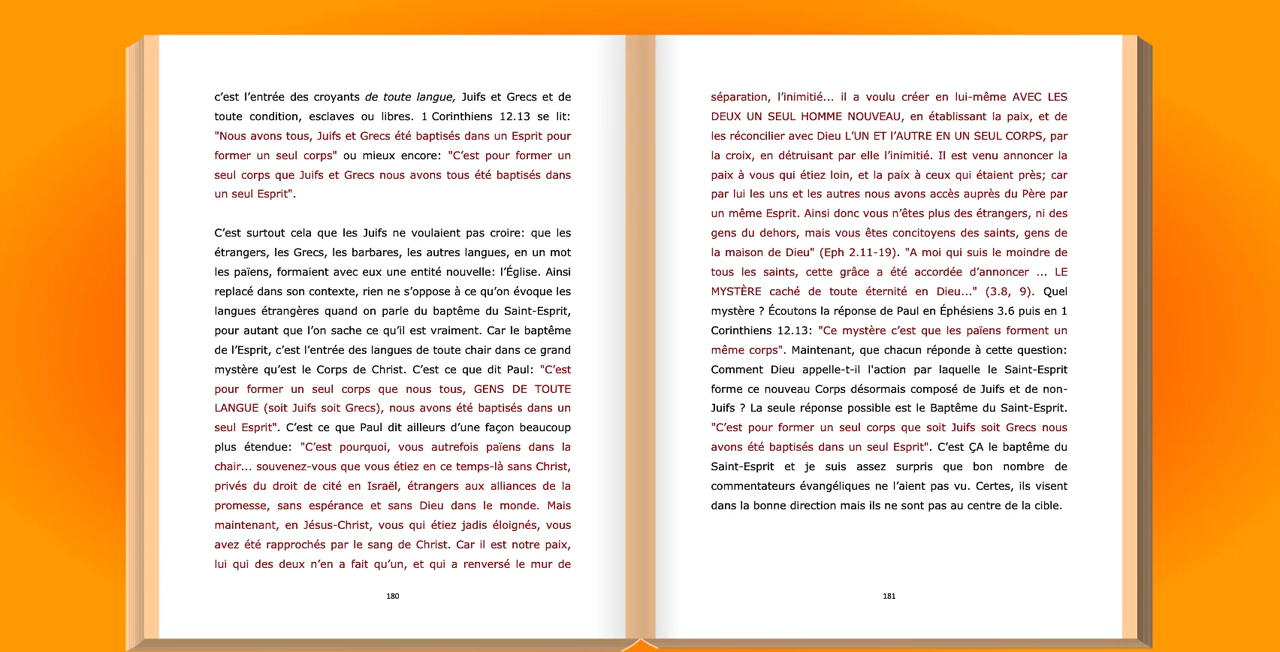 c'est l'entrée des croyants de toute langue, Juifs et Grecs et de
toute condition, esclaves ou libres. 1 Corinthiens 12.13 se lit:
"Nous avons tous, Juifs et Grecs été baptisés dans un Esprit pour
former un seul corps" ou mieux encore: "C'est pour former un
seul corps que Juifs et Grecs nous avons tous été baptisés dans
un seul Esprit".
C'est surtout cela que les Juifs ne voulaient pas croire: que les
étrangers, les Grecs, les barbares, les autres langues, en un mot
les païens, formaient avec eux une entité nouvelle: l'Église. Ainsi
replacé dans son contexte, rien ne s'oppose à ce qu'on évoque les
langues étrangères quand on parle du baptême du Saint-Esprit,
pour autant que l'on sache ce qu'il est vraiment. Car le baptême
de l'Esprit, c'est l'entrée des langues de toute chair dans ce grand
mystère qu'est le Corps de Christ. C'est ce que dit Paul: "C'est
pour former un seul corps que nous tous, GENS DE TOUTE
LANGUE (soit Juifs soit Grecs), nous avons été baptisés dans un
seul Esprit". C'est ce que Paul dit ailleurs d'une façon beaucoup
plus étendue: "C'est pourquoi, vous autrefois païens dans la
chair... souvenez-vous que vous étiez en ce temps-là sans Christ,
privés du droit de cité en Israël, étrangers aux alliances de la
promesse, sans espérance et sans Dieu dans le monde. Mais
maintenant, en Jésus-Christ, vous qui étiez jadis éloignés, vous
avez été rapprochés par le sang de Christ. Car il est notre paix,
lui qui des deux n'en a fait qu'un, et qui a renversé le mur de
180
séparation, l'inimitié... il a voulu créer en lui-même AVEC LES
DEUX UN SEUL HOMME NOUVEAU, en établissant la paix, et de
les réconcilier avec Dieu L'UN ET l'AUTRE EN UN SEUL CORPS, par
la croix, en détruisant par elle l'inimitié. Il est venu annoncer la
paix à vous qui étiez loin, et la paix à ceux qui étaient près; car
par lui les uns et les autres nous avons accès auprès du Père par
un même Esprit. Ainsi donc vous n'êtes plus des étrangers, ni des
gens du dehors, mais vous êtes concitoyens des saints, gens de
la maison de Dieu" (Eph 2.11-19). "A moi qui suis le moindre de
tous les saints, cette grâce a été accordée d'annoncer ... LE
MYSTÈRE caché de toute éternité en Dieu..." (3.8, 9). Quel
mystère ? Écoutons la réponse de Paul en Éphésiens 3.6 puis en 1
Corinthiens 12.13: "Ce mystère c'est que les païens forment un
même corps". Maintenant, que chacun réponde à cette question:
Comment Dieu appelle-t-il l'action par laquelle le Saint-Esprit
forme ce nouveau Corps désormais composé de Juifs et de non-
Juifs ? La seule réponse possible est le Baptême du Saint-Esprit.
"C'est pour former un seul corps que soit Juifs soit Grecs nous
avons été baptisés dans un seul Esprit". C'est ÇA le baptême du
Saint-Esprit et je suis assez surpris que bon nombre de
commentateurs évangéliques ne l'aient pas vu. Certes, ils visent
dans la bonne direction mais ils ne sont pas au centre de la cible.
181